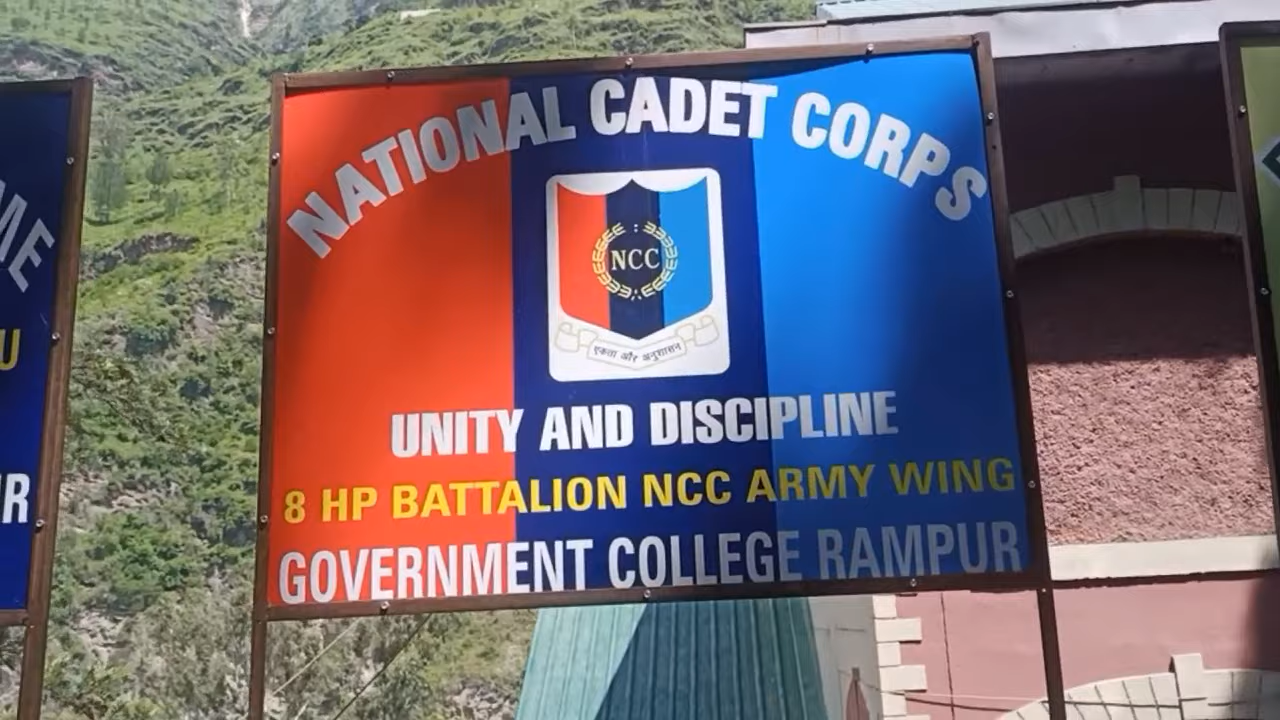 NATIONAL CADET CORPS
NCC
एकता और अनुशासन
UNITY AND DISCIPLINE
8 HP BATTALION NCC ARMY WING
GOVERNMENT COLLEGE RAMPUR